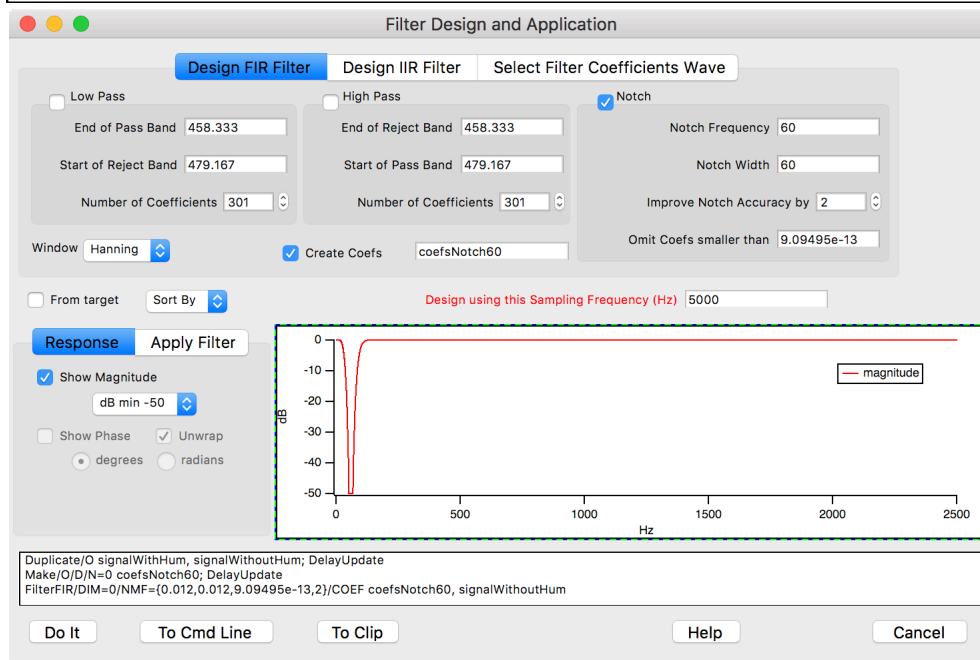 Filter Design and Application
Design FIR Filter Design IIR Filter Select Filter Coefficients Wave
Low Pass
End of Pass Band 458.333
Start of Reject Band 479.167
Number of Coefficients 301
High Pass
End of Reject Band 458.333
Start of Pass Band 479.167
Number of Coefficients 301
Notch
Notch Frequency 60
Notch Width 60
Improve Notch Accuracy by 2
Omit Coefs smaller than 9.09495e-13
Window Hanning
Create Coefs coefsNotch60
From target Sort By
Design using this Sampling Frequency (Hz) 5000
Response Apply Filter
Show Magnitude
dB min -50
Show Phase Unwrap
degrees radians
0
-10
-20
-30
-40
-50
dB
magnitude
0 500 1000 1500 2000 2500
Hz
Duplicate/O signalWithHum, signalWithoutHum; DelayUpdate
Make/O/D/N=0 coefsNotch60; DelayUpdate
FilterFIR/DIM=0/NMF={0.012,0.012,9.09495e-13,2}/COEF coefsNotch60, signalWithoutHum
Do It To Cmd Line To Clip Help Cancel